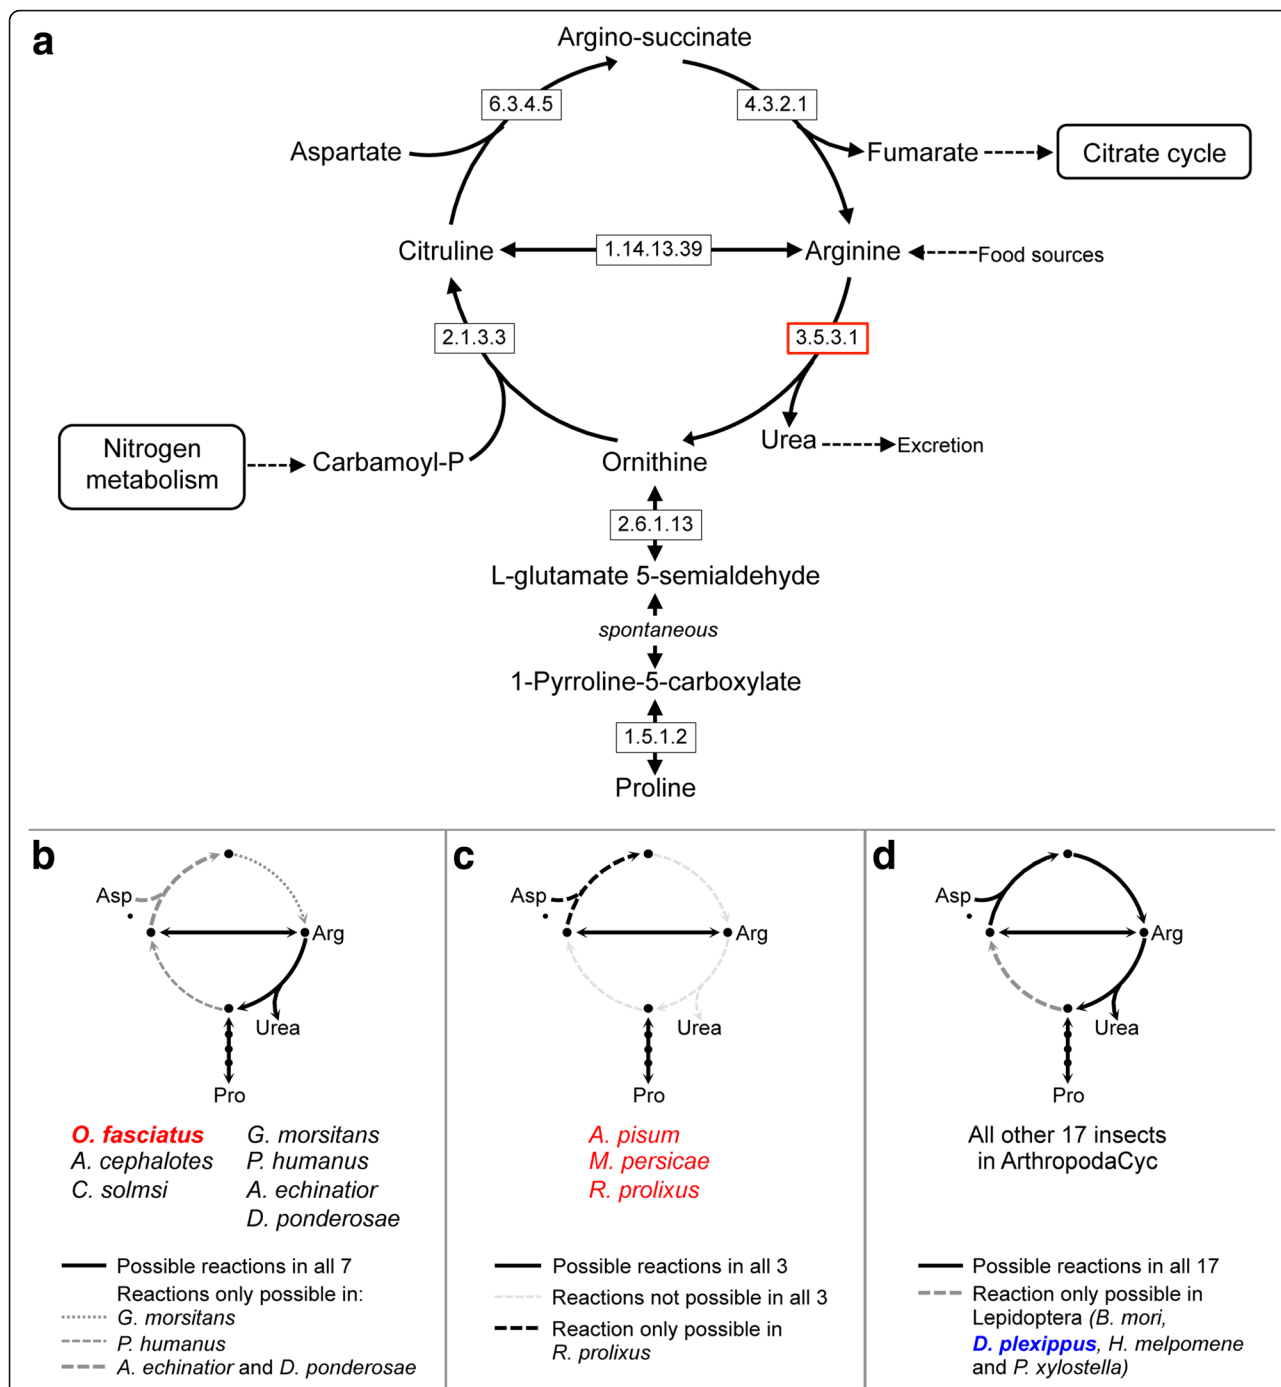 a
Argino-succinate
6.3.4.5
4.3.2.1
Aspartate
Fumarate
Citrate cycle
Citruline
1.14.13.39
Arginine
Food sources
2.1.3.3
3.5.3.1
Nitrogen
metabolism
Carbamoyl-P
Urea
Excretion
Ornithine
2.6.1.13
L-glutamate 5-semialdehyde
spontaneous
1-Pyrroline-5-carboxylate
1.5.1.2
Proline
b
Asp
Arg
Urea
Pro
O. fasciatus
A. cephalotes
C. solmsi
G. morsitans
P. humanus
A. echinatior
D. ponderosae
Possible reactions in all 7
Reactions only possible in:
G. morsitans
P. humanus
A. echinatior and D. ponderosae
c
Asp
Arg
Urea
Pro
A. pisum
M. persicae
R. prolixus
Possible reactions in all 3
Reactions not possible in all 3
Reaction only possible in
R. prolixus
d
Asp
Arg
Urea
Pro
All other 17 insects
in ArthropodaCyc
Possible reactions in all 17
Reaction only possible in
Lepidoptera (B. mori,
D. plexippus, H. melpomene
and P. xylostella)